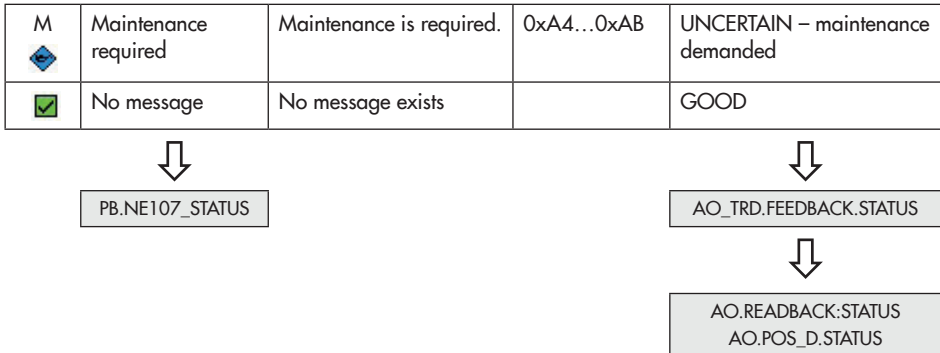 M Maintenance required Maintenance is required. 0xA4…0xAB UNCERTAIN – maintenance demanded
No message No message exists GOOD
PB.NE107_STATUS AO_TRD.FEEDBACK.STATUS
AO.READBACK:STATUS
AO.POS_D.STATUS